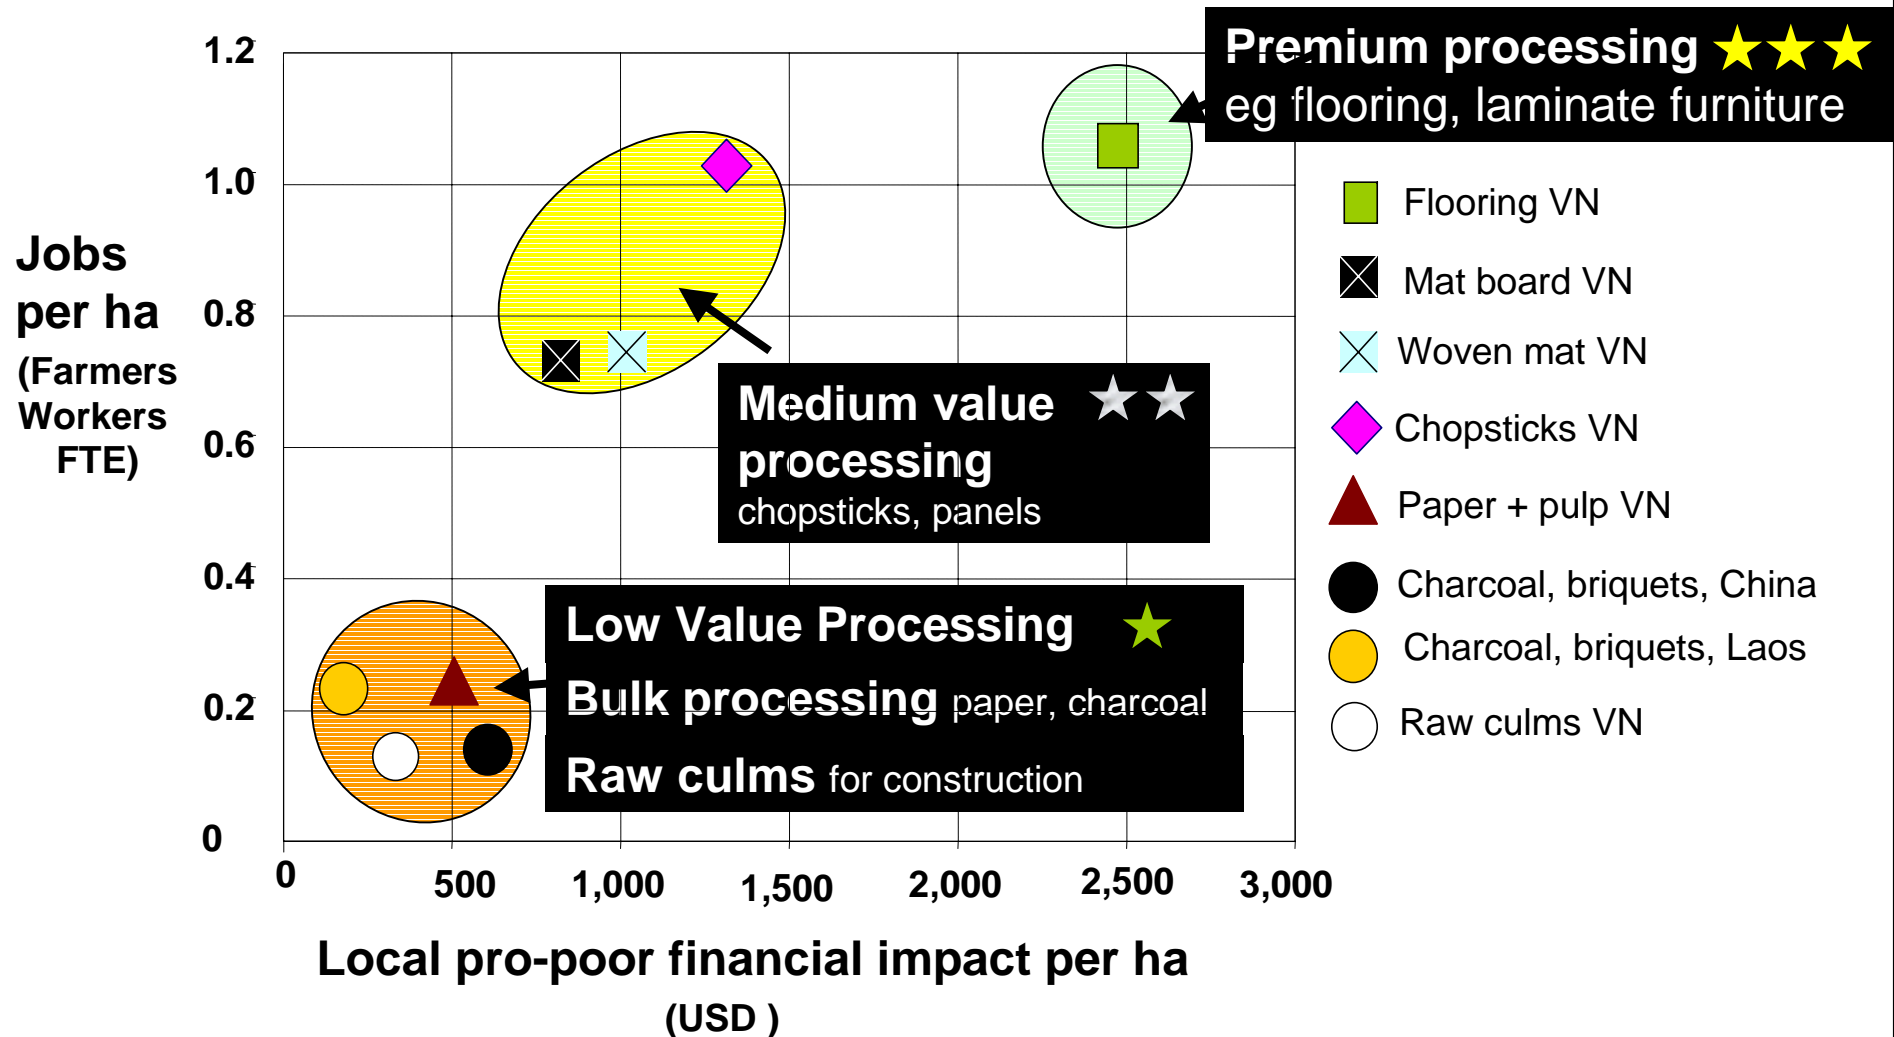 Premium processing
eg flooring, laminate furniture
1.2
1.0
0.8
0.6
0.4
0.2
0
Jobs
per ha
(Farmers
Workers
FTE)
Medium value
processing
chopsticks, panels
Low Value Processing
Bulk processing paper, charcoal
Raw culms for construction
Flooring VN
Mat board VN
Woven mat VN
Chopsticks VN
Paper + pulp VN
Charcoal, briquets, China
Charcoal, briquets, Laos
Raw culms VN
0 500 1,000 1,500 2,000 2,500 3,000
Local pro-poor financial impact per ha
(USD )